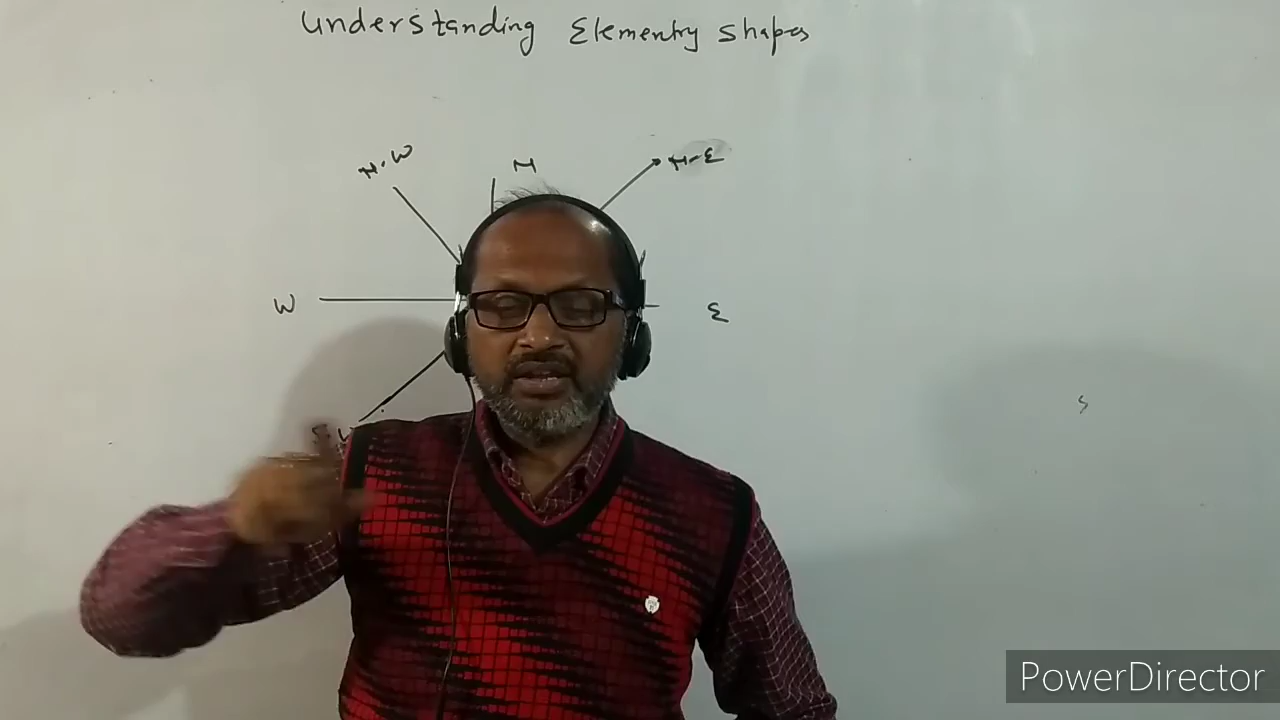 Understanding Elementry Shapes
N-W
N
N-E
W
E
S
PowerDirector